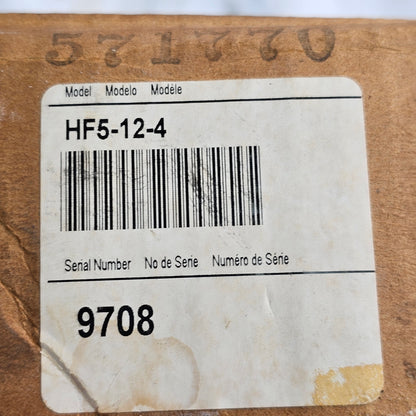 571770
Model Modelo Modèle
HF5-12-4
Serial Number No de Serie Numéro de Série
9708